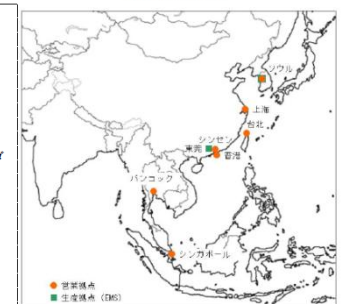 ソウル
上海
台北
シンセン
東莞
香港
バンコック
シンガポール
営業拠点
生産拠点 (EMS)